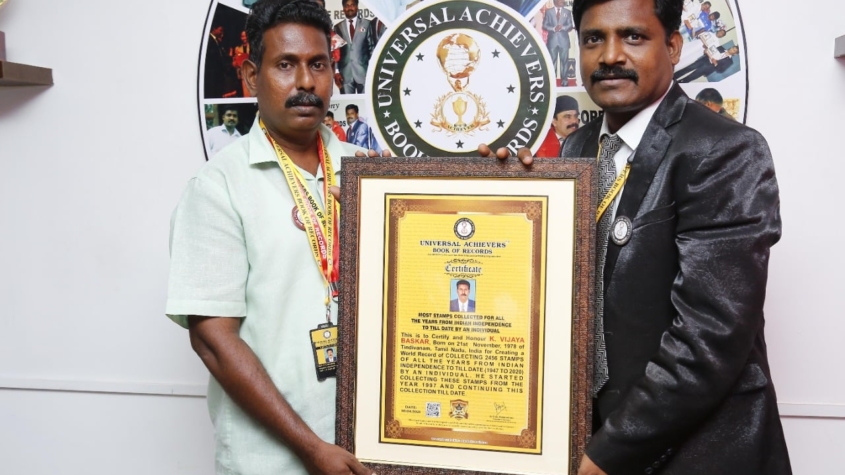 UNIVERSAL ACHIEVERS
BOOK OF RECORDS
UNIVERSAL ACHIEVERS
BOOK OF RECORDS
Certificate
MOST STAMPS COLLECTED FOR ALL
THE YEARS FROM INDIAN INDEPENDENCE
TO TILL DATE BY AN INDIVIDUAL
This is to Certify and Honour K. VIJAYA
BASKAR, Born on 21st November, 1978 of
Tindivanam, Tamil Nadu, India for Creating a
World Record of COLLECTING 2456 STAMPS
OF ALL THE YEARS FROM INDIAN
INDEPENDENCE TO TILL DATE (1947 TO 2020)
BY AN INDIVIDUAL. HE STARTED
COLLECTING THESE STAMPS FROM THE
YEAR 1997 AND CONTINUING THIS
COLLECTION TILL DATE